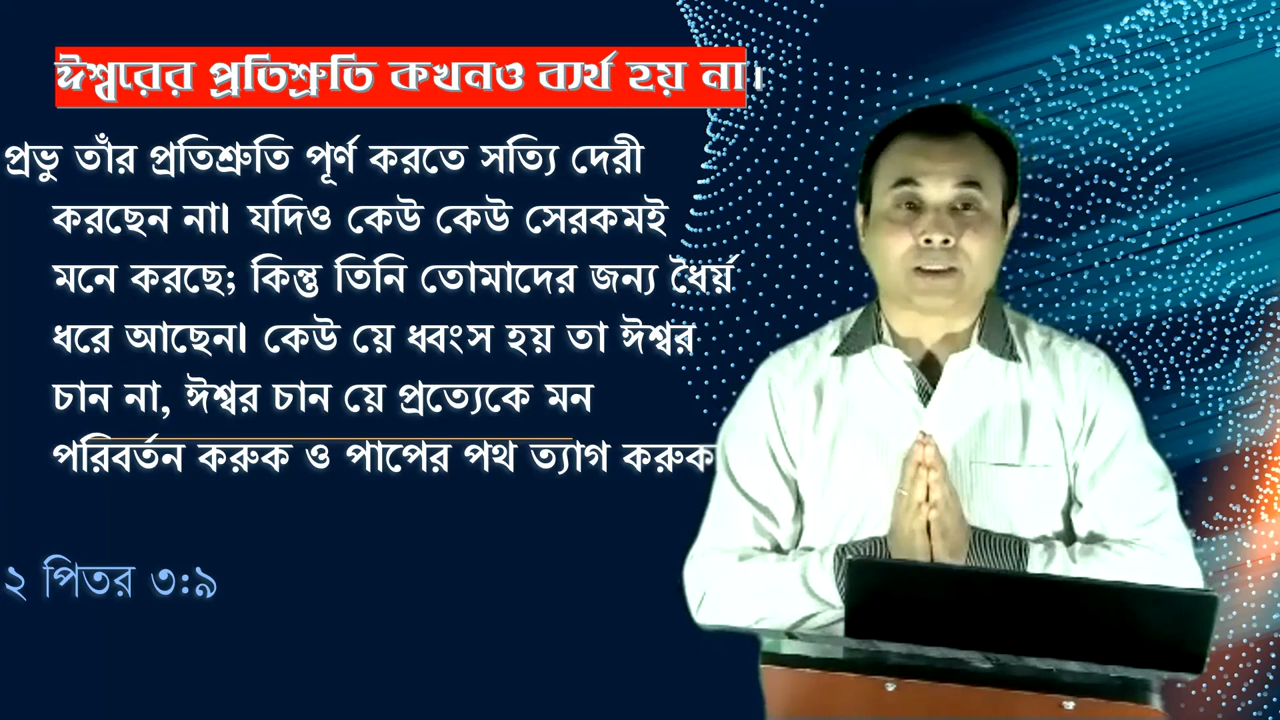 ঈশ্বরের প্রতিশ্রুতি কখনও ব্যর্থ হয় না।
প্রভু তাঁর প্রতিশ্রুতি পূর্ণ করতে সত্যি দেরী
করছেন না। যদিও কেউ কেউ সেরকমই
মনে করছে; কিন্তু তিনি তোমাদের জন্য ধৈর্য়
ধরে আছেন। কেউ য়ে ধ্বংস হয় তা ঈশ্বর
চান না, ঈশ্বর চান য়ে প্রত্যেকে মন
পরিবর্তন করুক ও পাপের পথ ত্যাগ করুক
২ পিতর ৩:৯